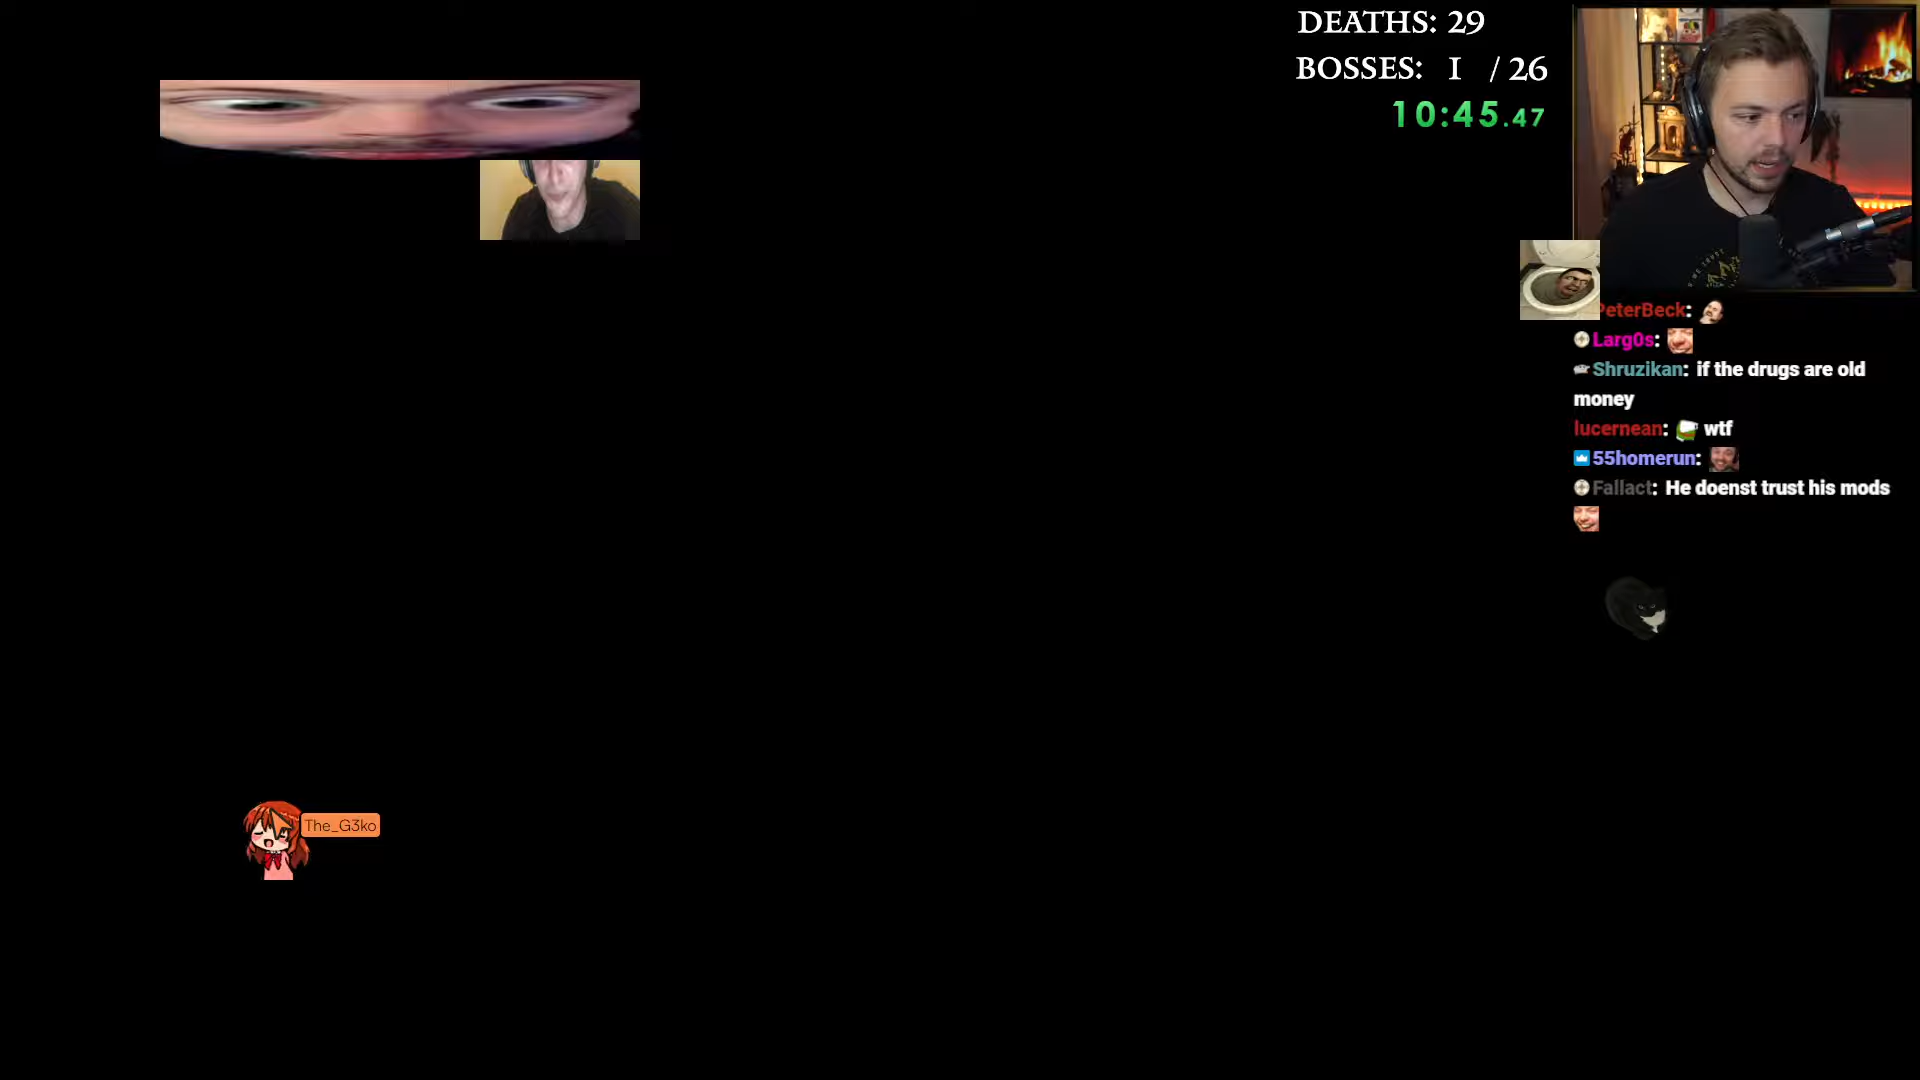 DEATHS: 29
BOSSES: 1 / 26
10:45.47
PeterBeck:
Larg0s:
Shruzikan: if the drugs are old
money
lucernean: wtf
55homerun:
Fallact: He doenst trust his mods
The_G3ko